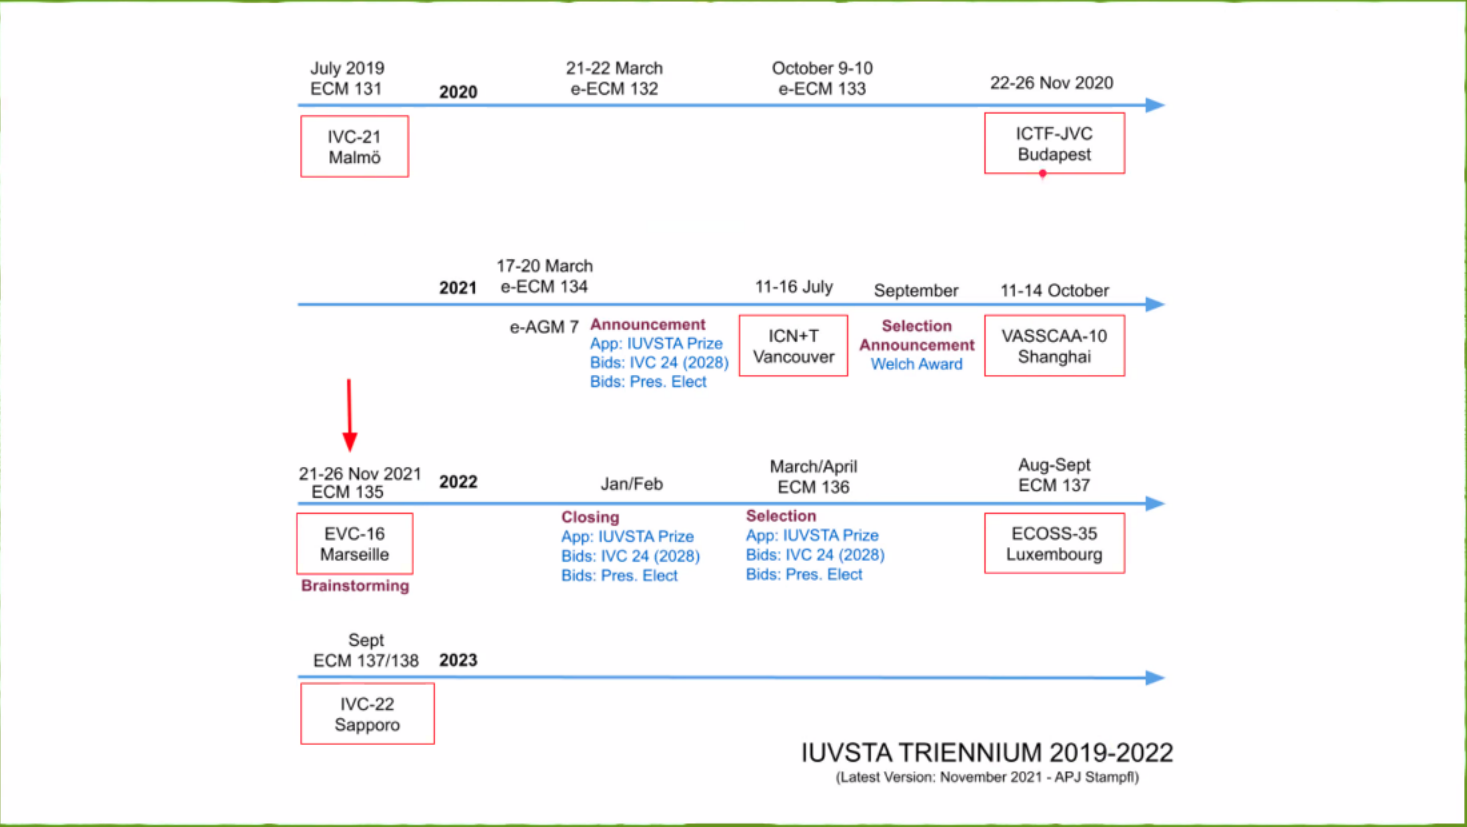 July 2019
ECM 131
2020
21-22 March
e-ECM 132
October 9-10
e-ECM 133
22-26 Nov 2020
IVC-21
Malmö
ICTF-JVC
Budapest
2021
17-20 March
e-ECM 134
11-16 July
September
11-14 October
e-AGM 7
Announcement
App: IUVSTA Prize
Bids: IVC 24 (2028)
Bids: Pres. Elect
ICN+T
Vancouver
Selection
Announcement
Welch Award
VASSCAA-10
Shanghai
21-26 Nov 2021
ECM 135
2022
Jan/Feb
March/April
ECM 136
Aug-Sept
ECM 137
EVC-16
Marseille
Brainstorming
Closing
App: IUVSTA Prize
Bids: IVC 24 (2028)
Bids: Pres. Elect
Selection
App: IUVSTA Prize
Bids: IVC 24 (2028)
Bids: Pres. Elect
ECOSS-35
Luxembourg
Sept
ECM 137/138
2023
IVC-22
Sapporo
IUVSTA TRIENNIUM 2019-2022
(Latest Version: November 2021 - APJ Stampfl)